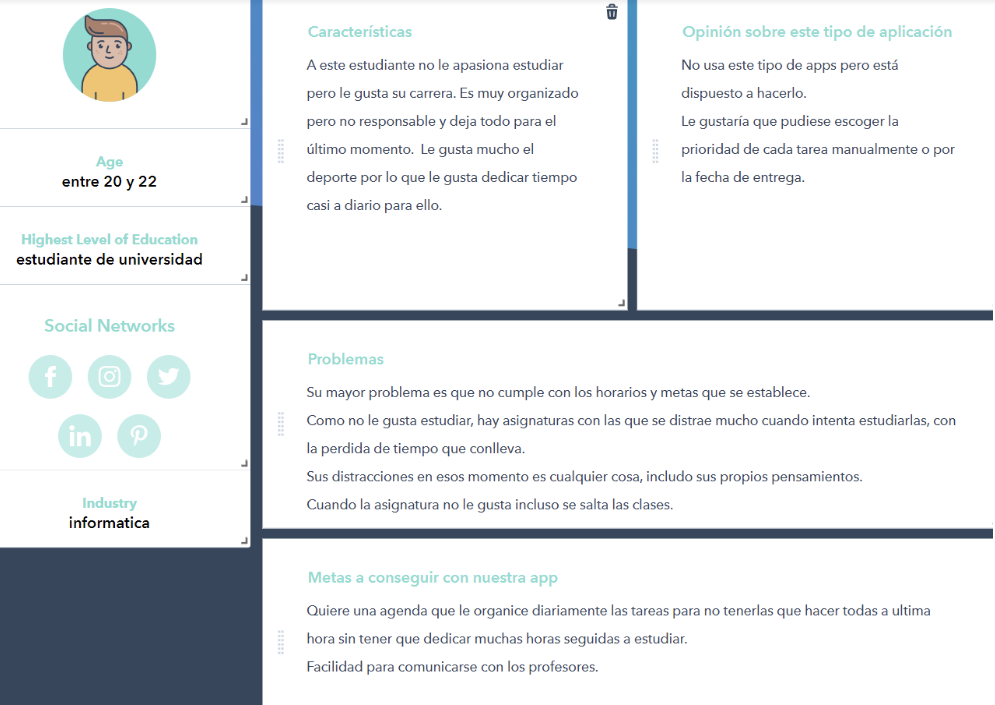 Age
entre 20 y 22
Highest Level of Education
estudiante de universidad
Social Networks
Industry
informatica
Características
A este estudiante no le apasiona estudiar
pero le gusta su carrera. Es muy organizado
pero no responsable y deja todo para el
último momento.  Le gusta mucho el
deporte por lo que le gusta dedicar tiempo
casi a diario para ello.
Opinión sobre este tipo de aplicación
No usa este tipo de apps pero está
dispuesto a hacerlo.
Le gustaría que pudiese escoger la
prioridad de cada tarea manualmente o por
la fecha de entrega.
Problemas
Su mayor problema es que no cumple con los horarios y metas que se establece.
Como no le gusta estudiar, hay asignaturas con las que se distrae mucho cuando intenta estudiarlas, con
la perdida de tiempo que conlleva.
Sus distracciones en esos momento es cualquier cosa, includo sus propios pensamientos.
Cuando la asignatura no le gusta incluso se salta las clases.
Metas a conseguir con nuestra app
Quiere una agenda que le organice diariamente las tareas para no tenerlas que hacer todas a ultima
hora sin tener que dedicar muchas horas seguidas a estudiar.
Facilidad para comunicarse con los profesores.